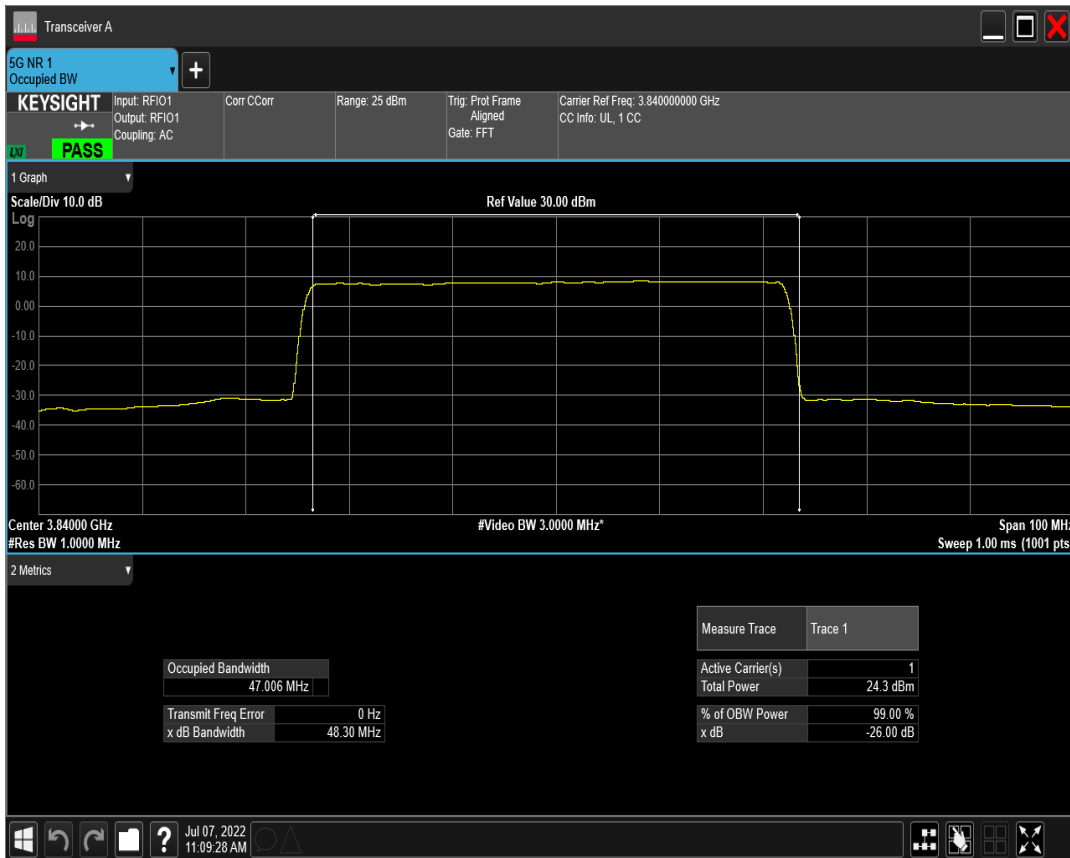 Transceiver A
5G NR 1
Occupied BW
+
KEYSIGHT
LXI
PASS
Input: RFIO1
Output: RFIO1
Coupling: AC
Corr CCorr
Range: 25 dBm
Trig: Prot Frame
Aligned
Gate: FFT
Carrier Ref Freq: 3.840000000 GHz
CC Info: UL, 1 CC
1 Graph
Scale/Div 10.0 dB
Ref Value 30.00 dBm
Log
20.0
10.0
0.00
-10.0
-20.0
-30.0
-40.0
-50.0
-60.0
Center 3.84000 GHz
#Video BW 3.0000 MHz*
Span 100 MHz
#Res BW 1.0000 MHz
Sweep 1.00 ms (1001 pts
2 Metrics
Measure Trace Trace 1
Occupied Bandwidth
47.006 MHz
Active Carrier(s) 1
Total Power 24.3 dBm
Transmit Freq Error 0 Hz
x dB Bandwidth 48.30 MHz
% of OBW Power 99.00 %
x dB -26.00 dB
?
Jul 07, 2022
11:09:28 AM